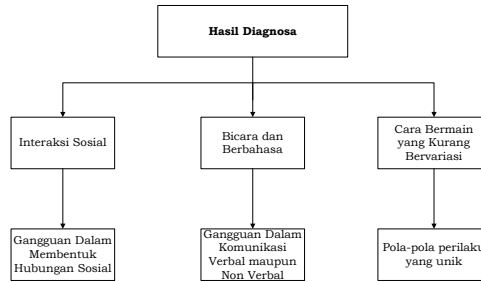 Hasil Diagnosa
Interaksi Sosial
Bicara dan
Berbahasa
Cara Bermain
yang Kurang
Bervariasi
Gangguan Dalam
Membentuk
Hubungan Sosial
Gangguan Dalam
Komunikasi
Verbal maupun
Non Verbal
Pola-pola perilaku
yang unik